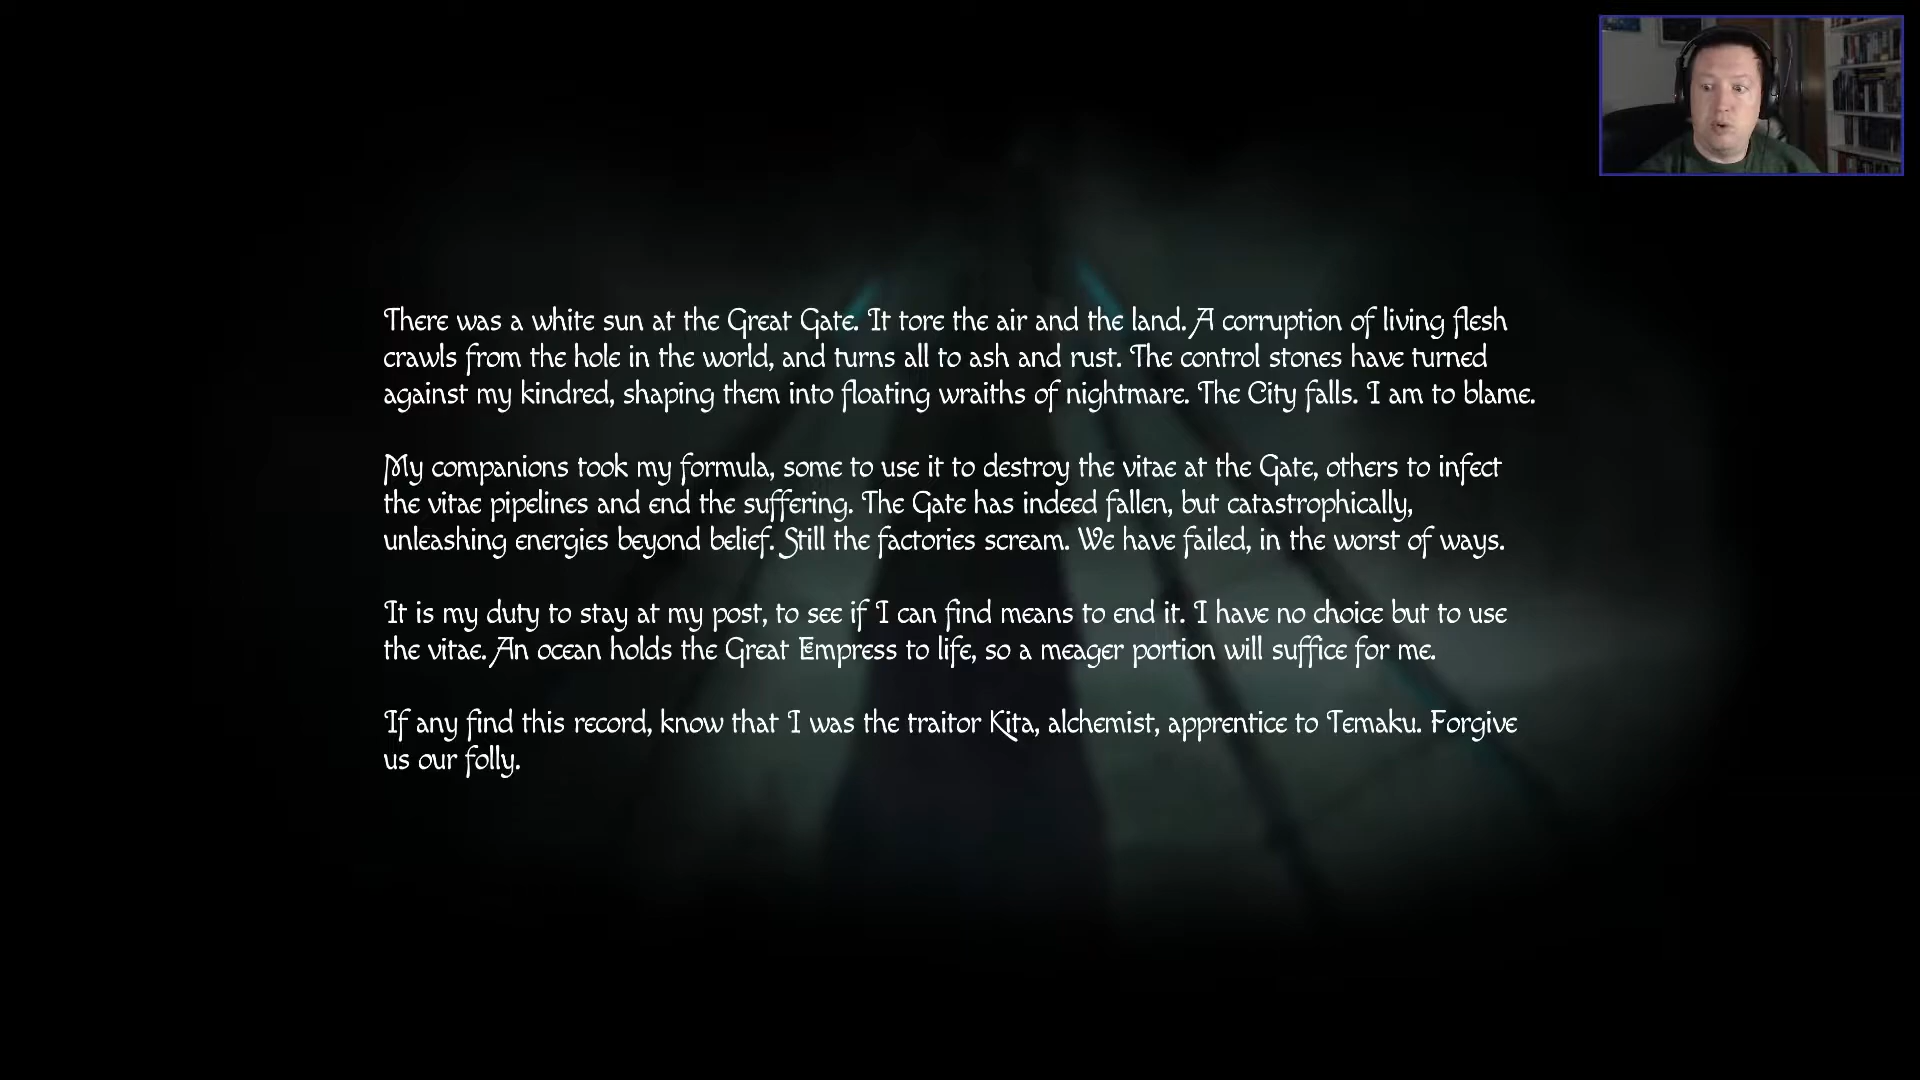 There was a white sun at the Great Gate. It tore the air and the land. A corruption of living flesh
crawls from the hole in the world, and turns all to ash and rust. The control stones have turned
against my kindred, shaping them into floating wraiths of nightmare. The City falls. I am to blame.
My companions took my formula, some to use it to destroy the vitae at the Gate, others to infect
the vitae pipelines and end the suffering. The Gate has indeed fallen, but catastrophically,
unleashing energies beyond belief. Still the factories scream. We have failed, in the worst of ways.
It is my duty to stay at my post, to see if I can find means to end it. I have no choice but to use
the vitae. An ocean holds the Great Empress to life, so a meager portion will suffice for me.
If any find this record, know that I was the traitor Kita, alchemist, apprentice to Temaku. Forgive
us our folly.